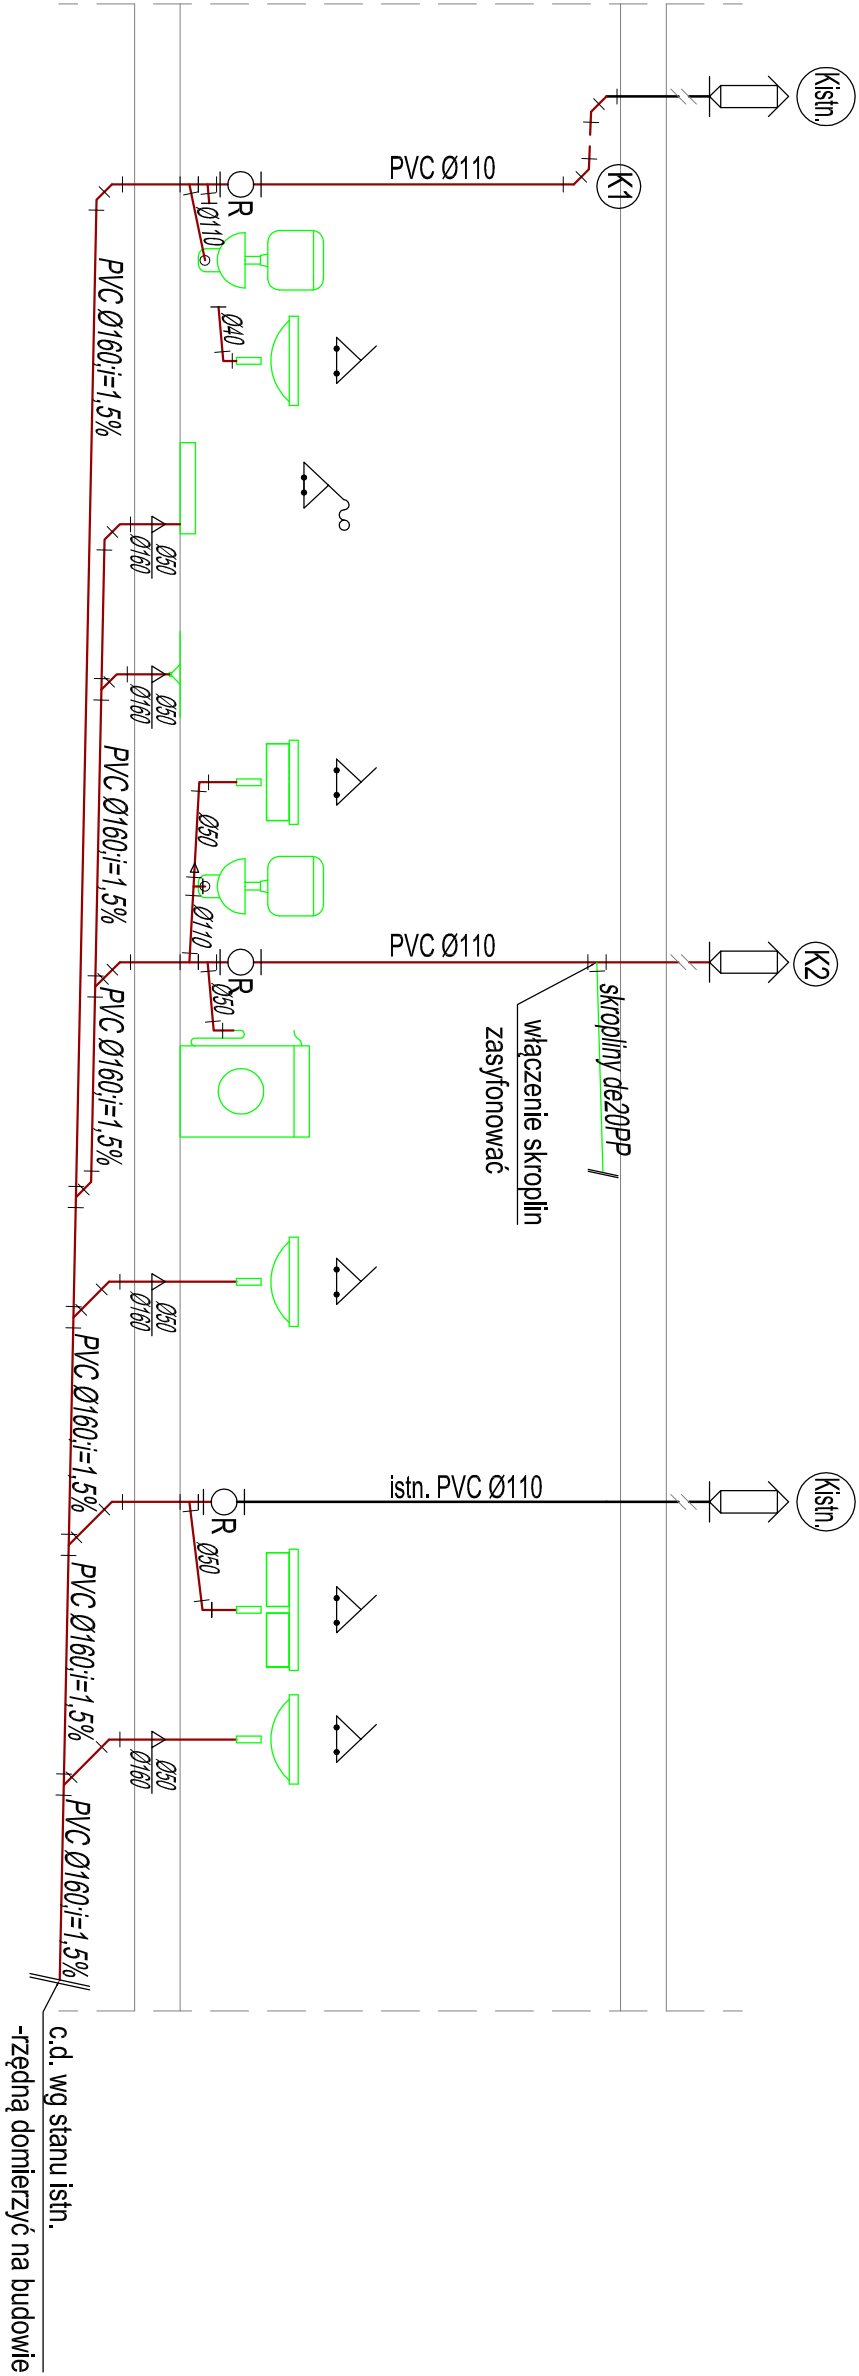 Kistn.
K1
PVC Ø110
R
Ø110
Ø40
PVC Ø160;i=1,5%
Ø50
Ø160
Ø50
Ø160
PVC Ø160;i=1,5%
Ø50
Ø110
K2
PVC Ø110
R
Ø50
skropliny de20PP
włączenie skroplin
zasyfonować
PVC Ø160;i=1,5%
Ø50
Ø160
PVC Ø160;i=1,5%
Kistn.
istn. PVC Ø110
R
Ø50
PVC Ø160;i=1,5%
Ø50
Ø160
PVC Ø160;i=1,5%
c.d. wg stanu istn.
-rzędną domierzyć na budowie